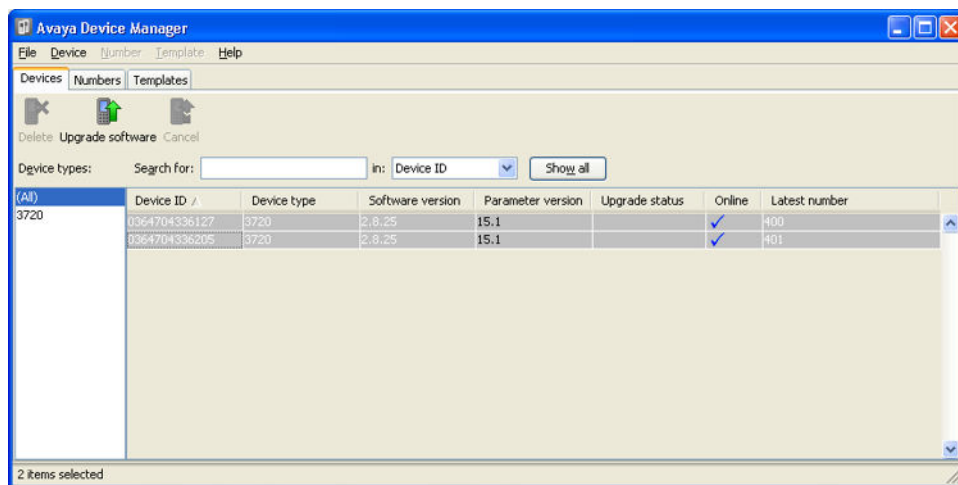 Avaya Device Manager
File Device Number Template Help
Devices Numbers Templates
Delete Upgrade software Cancel
Device types: Search for: in: Device ID Show all
(All) Device ID Device type Software version Parameter version Upgrade status Online Latest number
3720
0364704336127 3720 2.8.25 15.1 400
0364704336205 3720 2.8.25 15.1 401
2 items selected